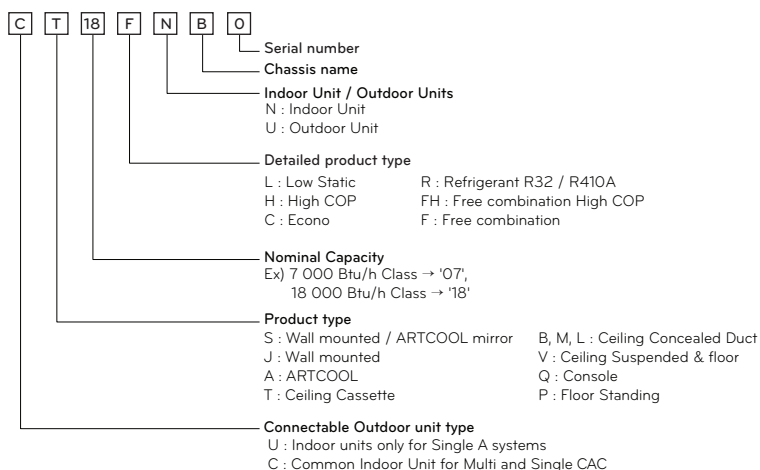 C T 18 F N B 0
Serial number
Chassis name
Indoor Unit / Outdoor Units
N : Indoor Unit
U : Outdoor Unit
Detailed product type
L : Low Static R : Refrigerant R32 / R410A
H : High COP FH : Free combination High COP
C : Econo F : Free combination
Nominal Capacity
Ex) 7 000 Btu/h Class → '07',
18 000 Btu/h Class → '18'
Product type
S : Wall mounted / ARTCOOL mirror B, M, L : Ceiling Concealed Duct
J : Wall mounted V : Ceiling Suspended & floor
A : ARTCOOL Q : Console
T : Ceiling Cassette P : Floor Standing
Connectable Outdoor unit type
U : Indoor units only for Single A systems
C : Common Indoor Unit for Multi and Single CAC